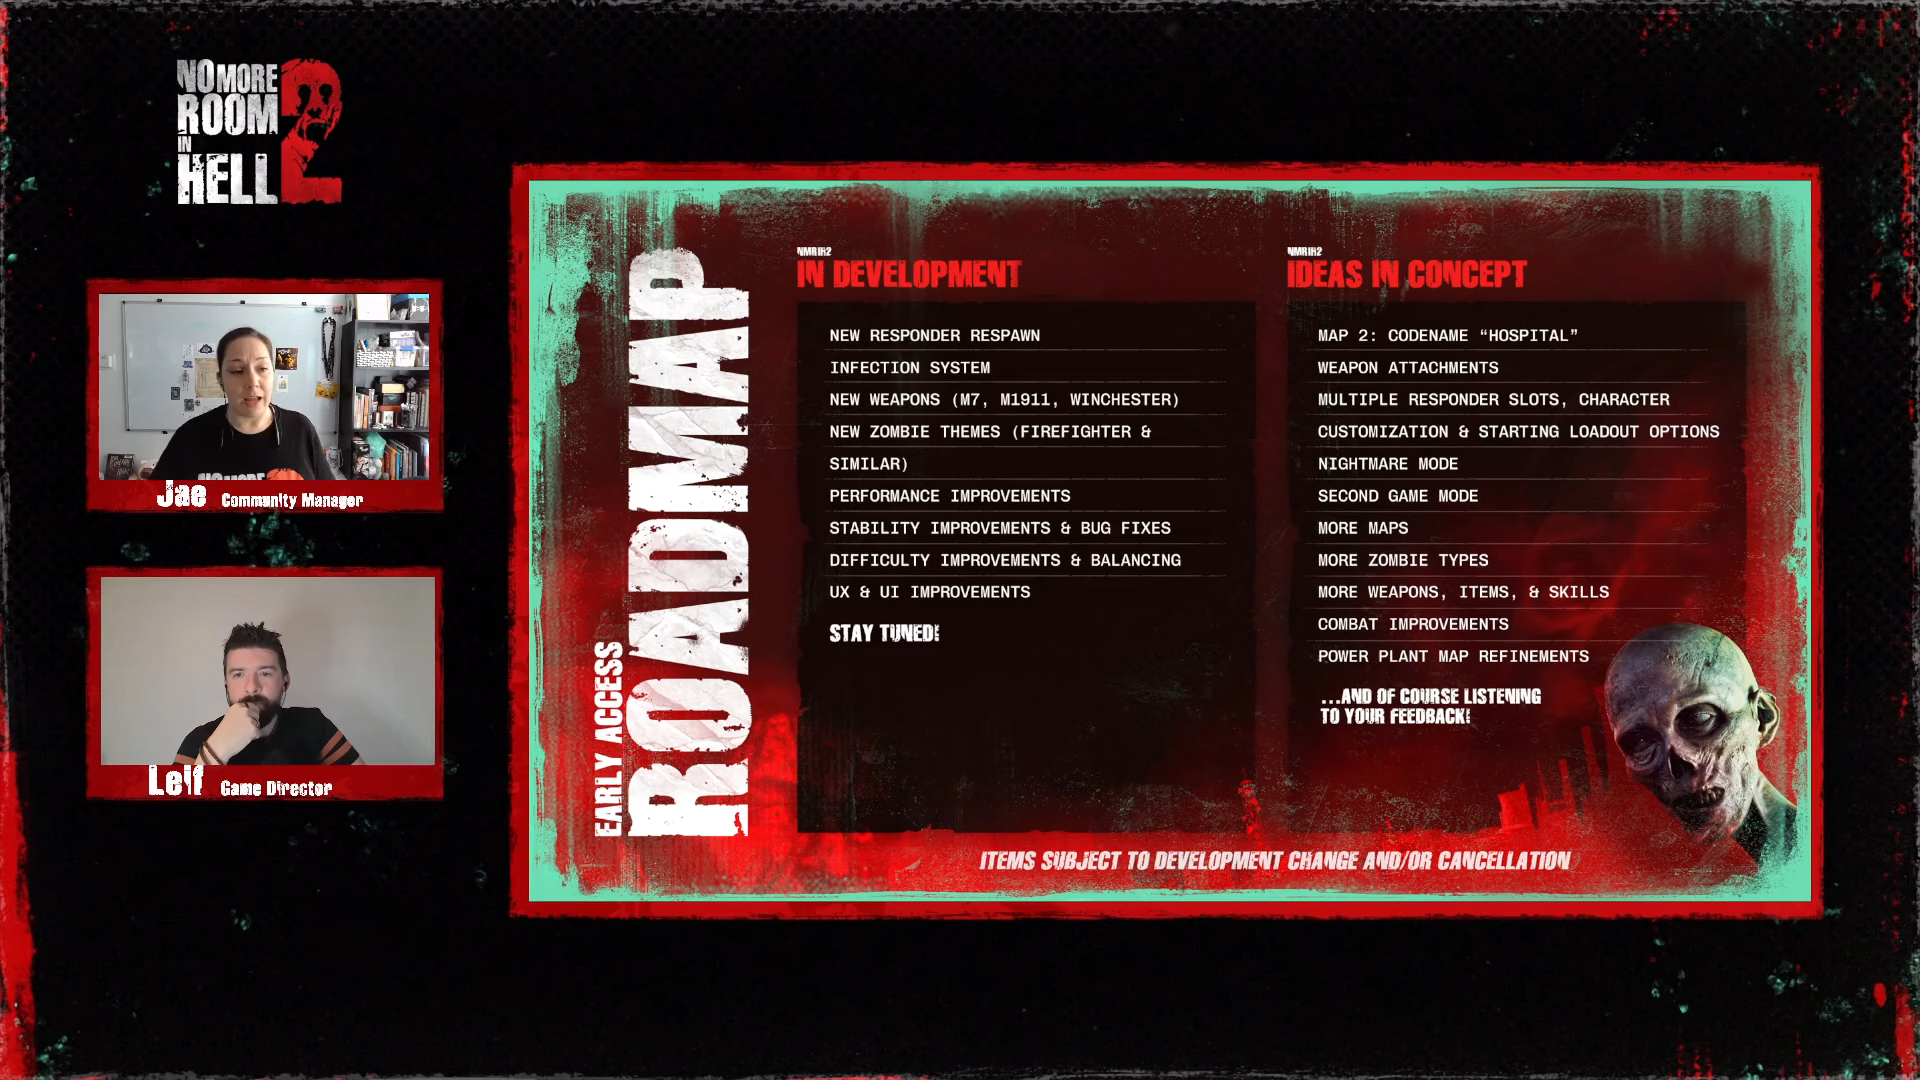 NO MORE
ROOM
IN
HELL 2
Jae Community Manager
Leif Game Director
EARLY ACCESS
ROADMAP
NMRIH2
IN DEVELOPMENT
NEW RESPONDER RESPAWN
INFECTION SYSTEM
NEW WEAPONS (M7, M1911, WINCHESTER)
NEW ZOMBIE THEMES (FIREFIGHTER &
SIMILAR)
PERFORMANCE IMPROVEMENTS
STABILITY IMPROVEMENTS & BUG FIXES
DIFFICULTY IMPROVEMENTS & BALANCING
UX & UI IMPROVEMENTS
STAY TUNED!
NMRIH2
IDEAS IN CONCEPT
MAP 2: CODENAME “HOSPITAL”
WEAPON ATTACHMENTS
MULTIPLE RESPONDER SLOTS, CHARACTER
CUSTOMIZATION & STARTING LOADOUT OPTIONS
NIGHTMARE MODE
SECOND GAME MODE
MORE MAPS
MORE ZOMBIE TYPES
MORE WEAPONS, ITEMS, & SKILLS
COMBAT IMPROVEMENTS
POWER PLANT MAP REFINEMENTS
...AND OF COURSE LISTENING
TO YOUR FEEDBACK!
ITEMS SUBJECT TO DEVELOPMENT CHANGE AND/OR CANCELLATION